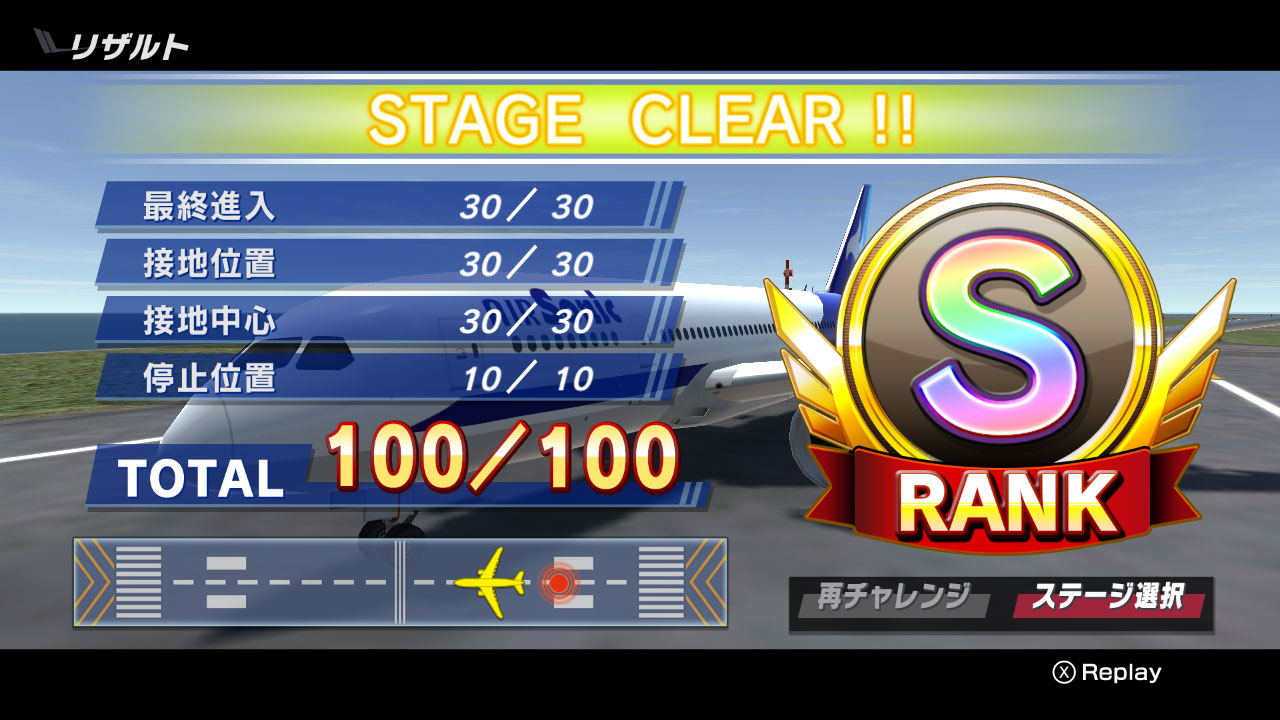 リザルト
STAGE CLEAR !!
最終進入 30/30
接地位置 30/30
接地中心 30/30
停止位置 10/10
AIR Sonic
TOTAL 100/100
S
RANK
再チャレンジ ステージ選択
Ⓧ Replay